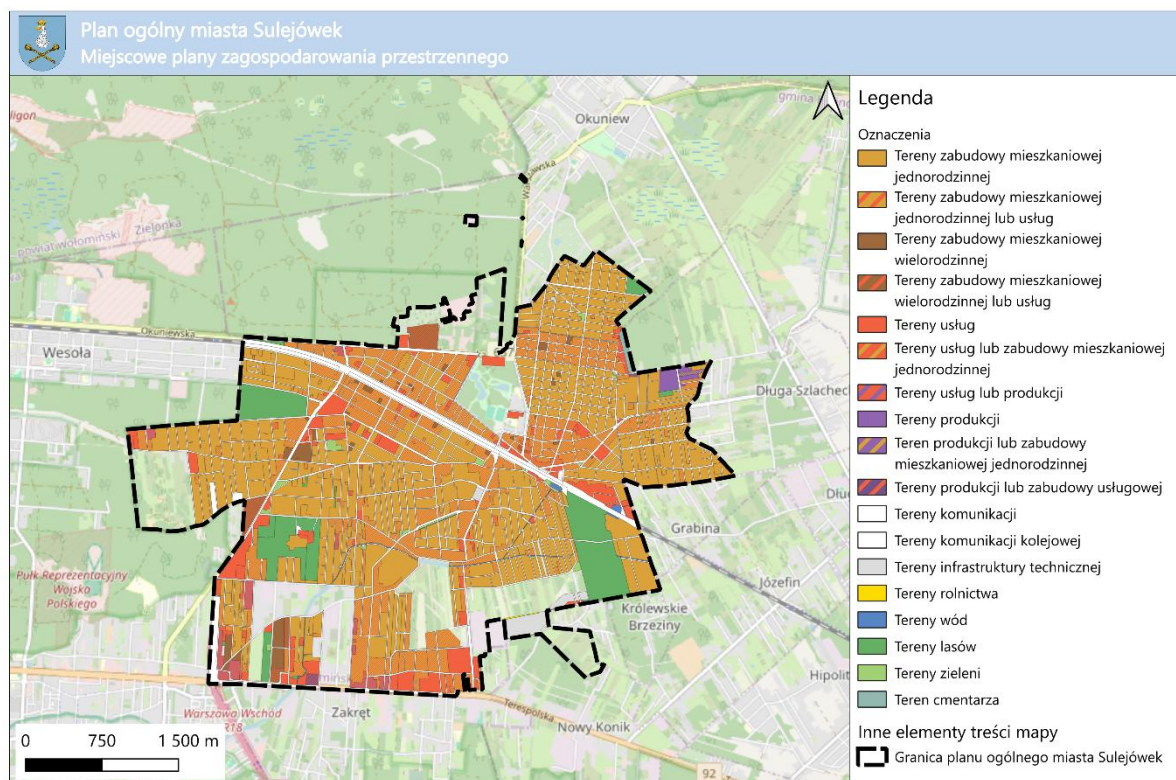 Plan ogólny miasta Sulejówek
Miejscowe plany zagospodarowania przestrzennego
Okuniew
powiat wołomiński
Zielonka
Okuniewska
Wesoła
Długa Szlachec
Grabina
Józefin
Pułk Reprezentacyjny
Wojska
Polskiego
Królewskie
Brzeziny
Hipolit
Warszawa Wschód
Zakręt
Terespolska
Nowy Konik
92
0 750 1 500 m
Legenda
Oznaczenia
Tereny zabudowy mieszkaniowej
jednorodzinnej
Tereny zabudowy mieszkaniowej
jednorodzinnej lub usług
Tereny zabudowy mieszkaniowej
wielorodzinnej
Tereny zabudowy mieszkaniowej
wielorodzinnej lub usług
Tereny usług
Tereny usług lub zabudowy mieszkaniowej
jednorodzinnej
Tereny usług lub produkcji
Tereny produkcji
Teren produkcji lub zabudowy
mieszkaniowej jednorodzinnej
Tereny produkcji lub zabudowy usługowej
Tereny komunikacji
Tereny komunikacji kolejowej
Tereny infrastruktury technicznej
Tereny rolnictwa
Tereny wód
Tereny lasów
Tereny zieleni
Teren cmentarza
Inne elementy treści mapy
Granica planu ogólnego miasta Sulejówek